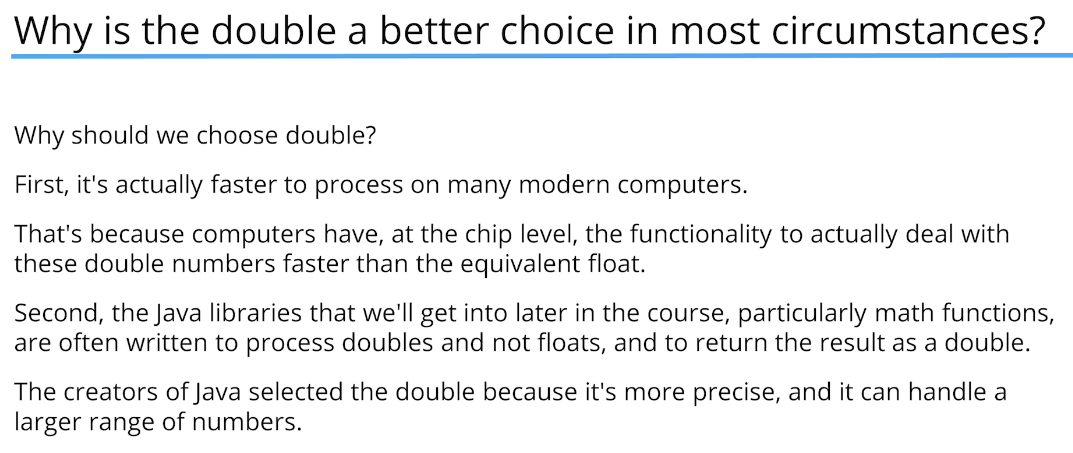 Why is the double a better choice in most circumstances?
Why should we choose double?
First, it's actually faster to process on many modern computers.
That's because computers have, at the chip level, the functionality to actually deal with
these double numbers faster than the equivalent float.
Second, the Java libraries that we'll get into later in the course, particularly math functions,
are often written to process doubles and not floats, and to return the result as a double.
The creators of Java selected the double because it's more precise, and it can handle a
larger range of numbers.